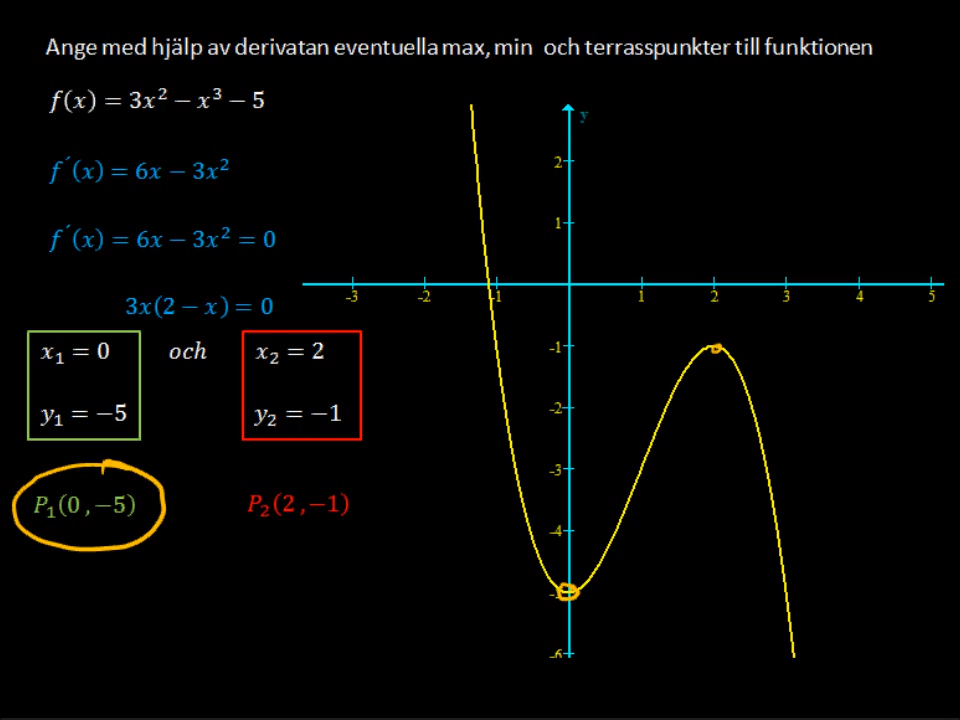 Ange med hjälp av derivatan eventuella max, min och terrasspunkter till funktionen
f(x) = 3x² − x³ − 5
f´(x) = 6x − 3x²
f´(x) = 6x − 3x² = 0
3x(2 − x) = 0
x₁ = 0 och x₂ = 2
y₁ = −5 y₂ = −1
P₁(0 ,−5) P₂(2 ,−1)
y
2
1
-3 -2 -1 1 2 3 4 5
-1
-2
-3
-4
-5
-6